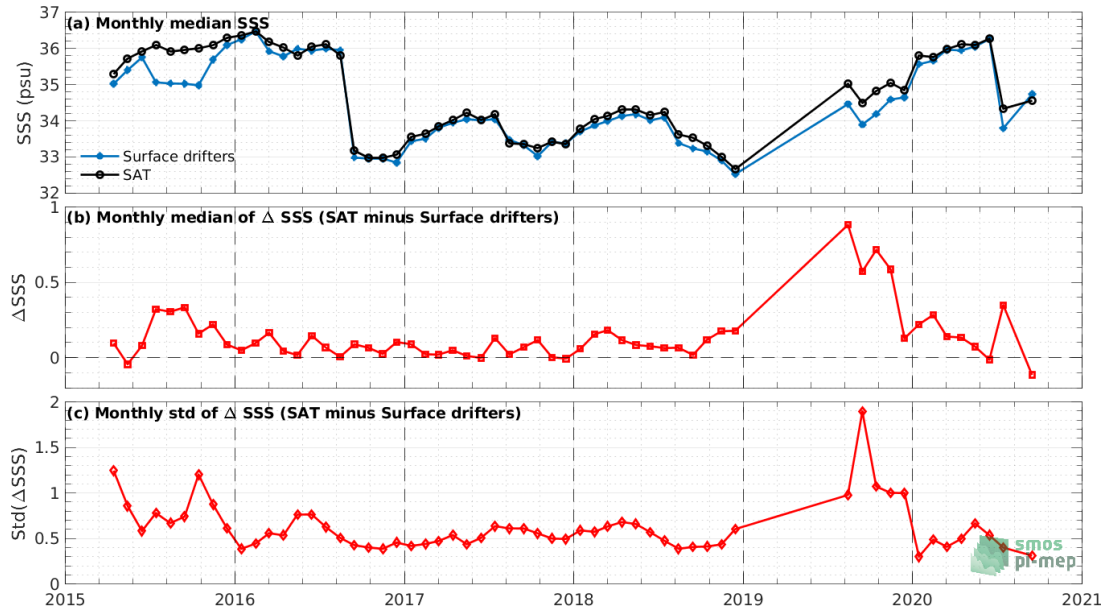 (a) Monthly median SSS
37
36
35
34
33
32
SSS (psu)
Surface drifters
SAT
(b) Monthly median of Δ SSS (SAT minus Surface drifters)
1
0.5
0
ΔSSS
(c) Monthly std of Δ SSS (SAT minus Surface drifters)
2
1.5
1
0.5
0
Std(ΔSSS)
2015
2016
2017
2018
2019
2020
2021
smos
pi-mep